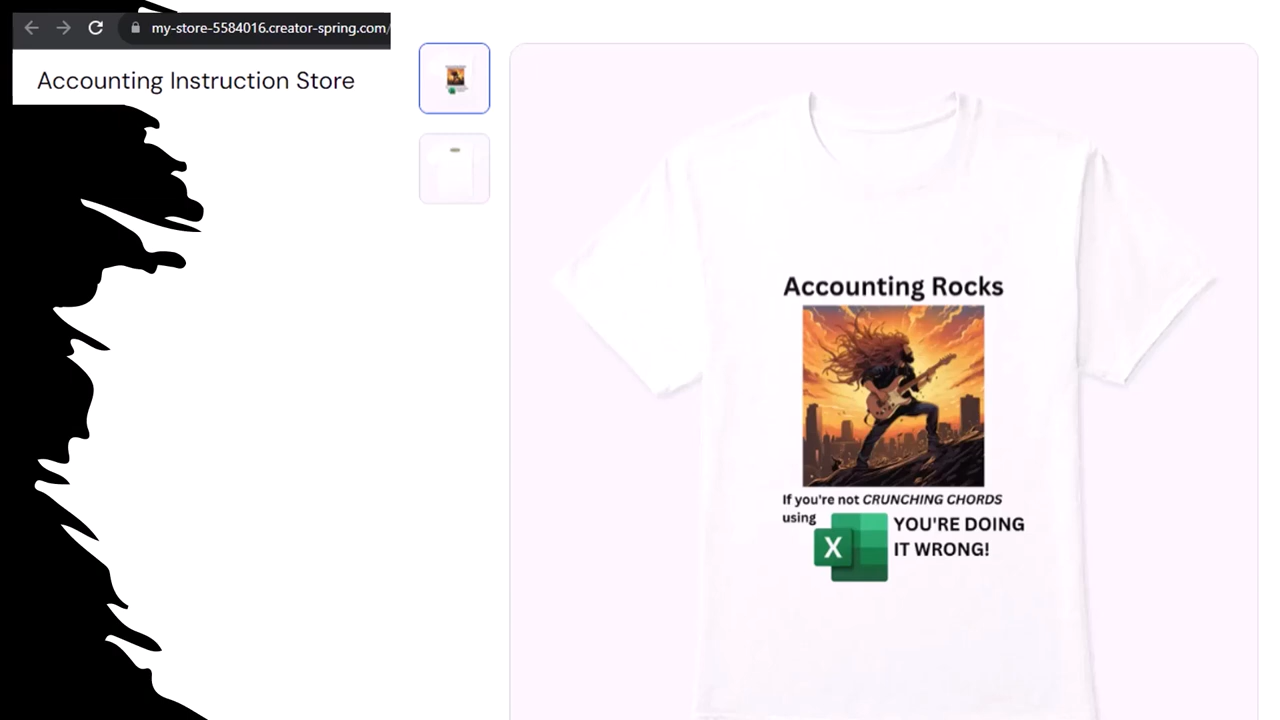 my-store-5584016.creator-spring.com/
Accounting Instruction Store
Accounting Rocks
If you're not CRUNCHING CHORDS
using
X
YOU'RE DOING
IT WRONG!